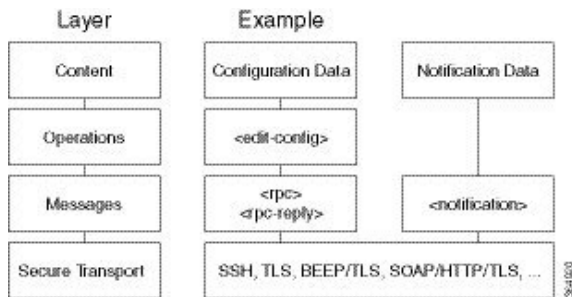 Layer
Example
Content
Configuration Data
Notification Data
Operations
<edit-config>
Messages
<rpc>
<rpc-reply>
<notification>
Secure Transport
SSH, TLS, BEEP/TLS, SOAP/HTTP/TLS, ...